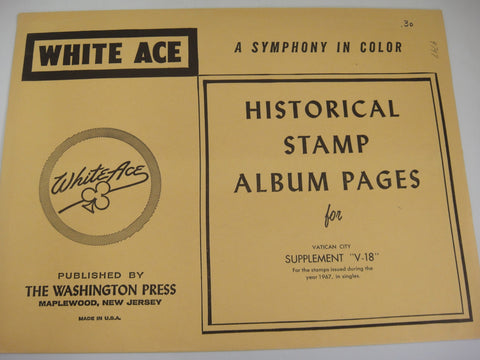 WHITE ACE
A SYMPHONY IN COLOR
.30
HISTORICAL
STAMP
ALBUM PAGES
for
VATICAN CITY
SUPPLEMENT "V-18"
For the stamps issued during the
year 1967, in singles.
White Ace
PUBLISHED BY
THE WASHINGTON PRESS
MAPLEWOOD, NEW JERSEY
MADE IN U.S.A.